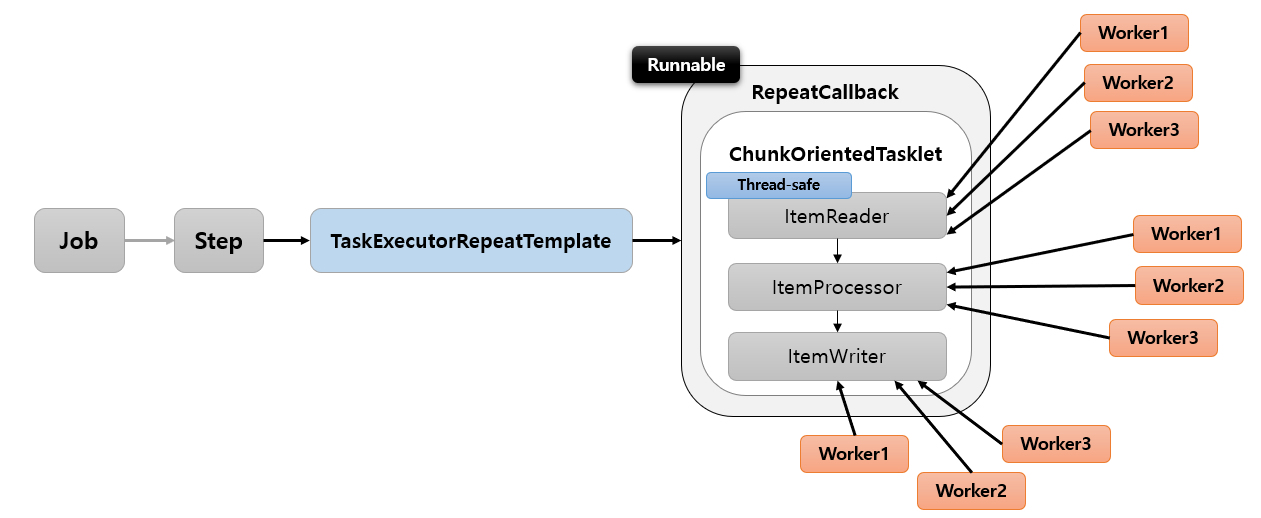 Job
Step
TaskExecutorRepeatTemplate
Runnable
RepeatCallback
ChunkOrientedTasklet
Thread-safe
ItemReader
ItemProcessor
ItemWriter
Worker1
Worker2
Worker3
Worker1
Worker2
Worker3
Worker1
Worker2
Worker3